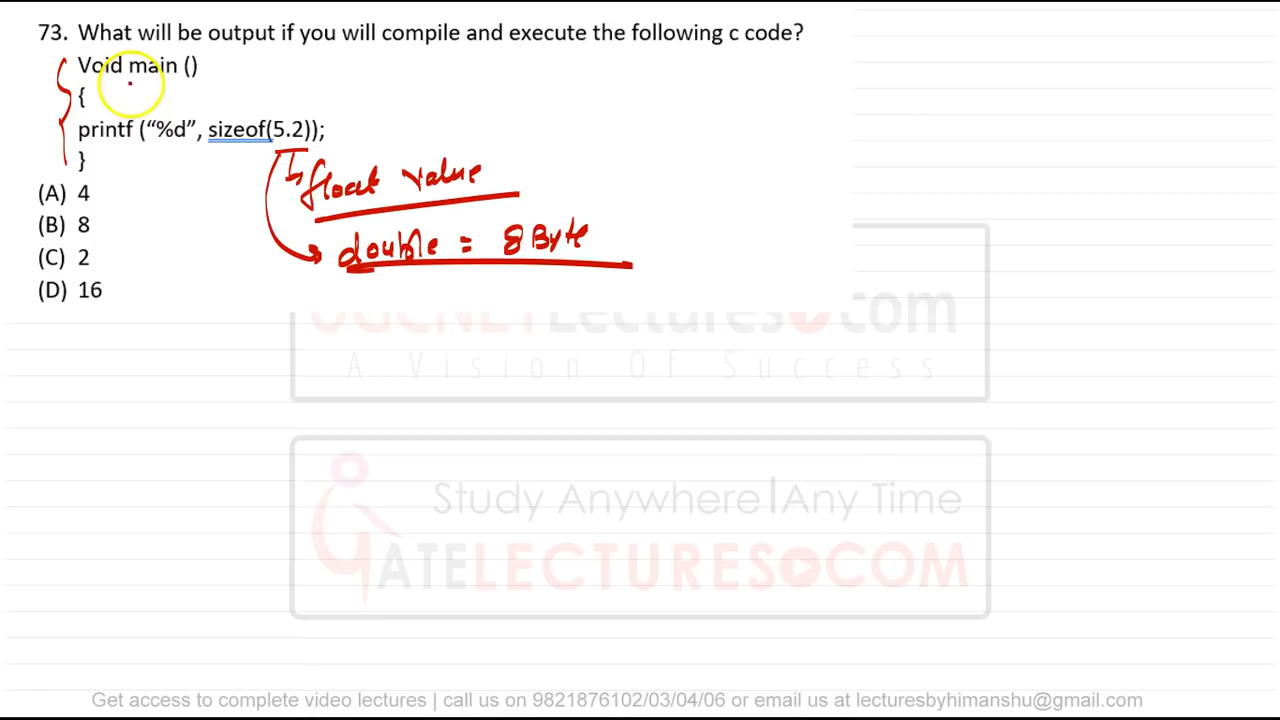 73. What will be output if you will compile and execute the following c code?
Void main ()
{
printf (“%d”, sizeof(5.2));
}
float value
(A) 4
(B) 8
double = 8 Byte
(C) 2
(D) 16
Lectures com
A Vision Of Success
Study Anywhere|Any Time
GATELECTURES COM
Get access to complete video lectures | call us on 9821876102/03/04/06 or email us at lecturesbyhimanshu@gmail.com